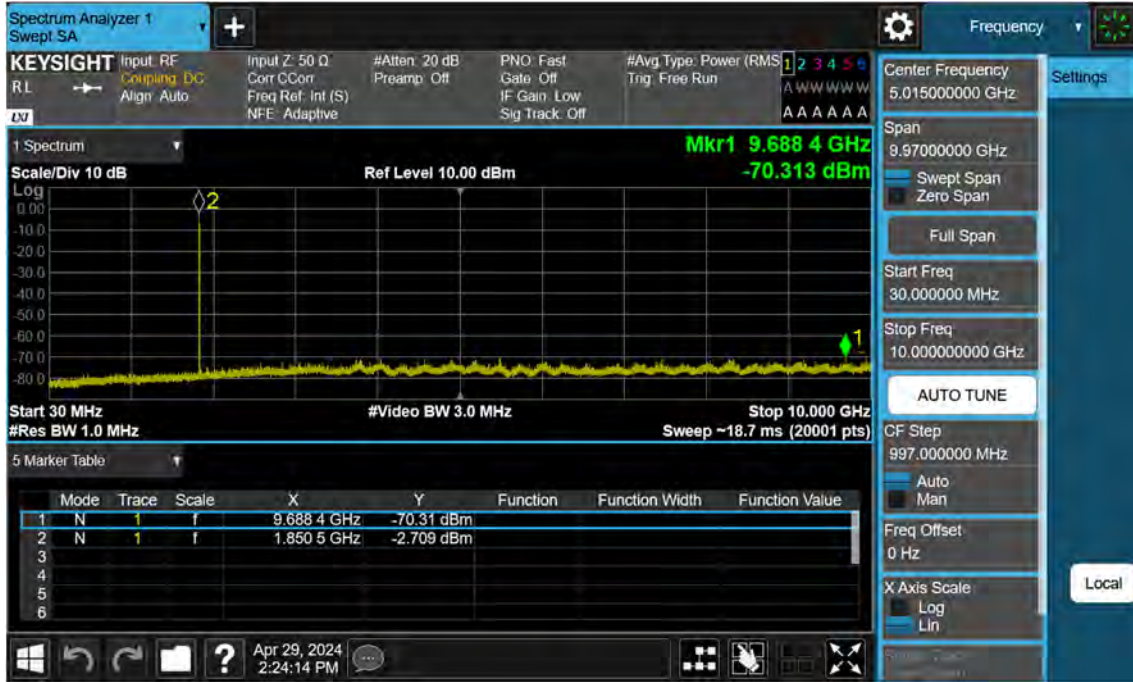 Spectrum Analyzer 1
Swept SA
Frequency
KEYSIGHT
RL
LXI
Input: RF
Coupling: DC
Align: Auto
Input Z: 50 Ω
Corr CCorr
Freq Ref: Int (S)
NFE: Adaptive
#Atten: 20 dB
Preamp: Off
PNO: Fast
Gate: Off
IF Gain: Low
Sig Track: Off
#Avg Type: Power (RMS
Trig: Free Run
1 2 3 4 5 6
A W W W W W
A A A A A A
1 Spectrum
Mkr1 9.688 4 GHz
Scale/Div 10 dB
Ref Level 10.00 dBm
-70.313 dBm
Log
0.00
-10.0
-20.0
-30.0
-40.0
-50.0
-60.0
-70.0
-80.0
2
1
Start 30 MHz
#Video BW 3.0 MHz
Stop 10.000 GHz
#Res BW 1.0 MHz
Sweep ~18.7 ms (20001 pts)
5 Marker Table
Mode Trace Scale X Y Function Function Width Function Value
1 N 1 f 9.688 4 GHz -70.31 dBm
2 N 1 f 1.850 5 GHz -2.709 dBm
3
4
5
6
?
Apr 29, 2024
2:24:14 PM
Center Frequency
5.015000000 GHz
Settings
Span
9.97000000 GHz
Swept Span
Zero Span
Full Span
Start Freq
30.000000 MHz
Stop Freq
10.000000000 GHz
AUTO TUNE
CF Step
997.000000 MHz
Auto
Man
Freq Offset
0 Hz
X Axis Scale
Log
Lin
Local